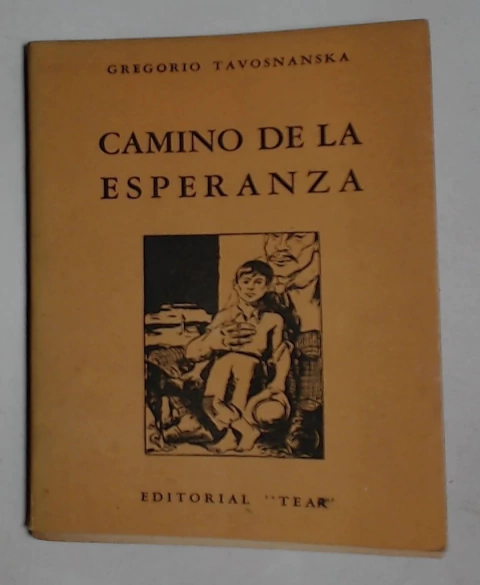 GREGORIO TAVOSNANSKA
CAMINO DE LA
ESPERANZA
EDITORIAL "TEAR"